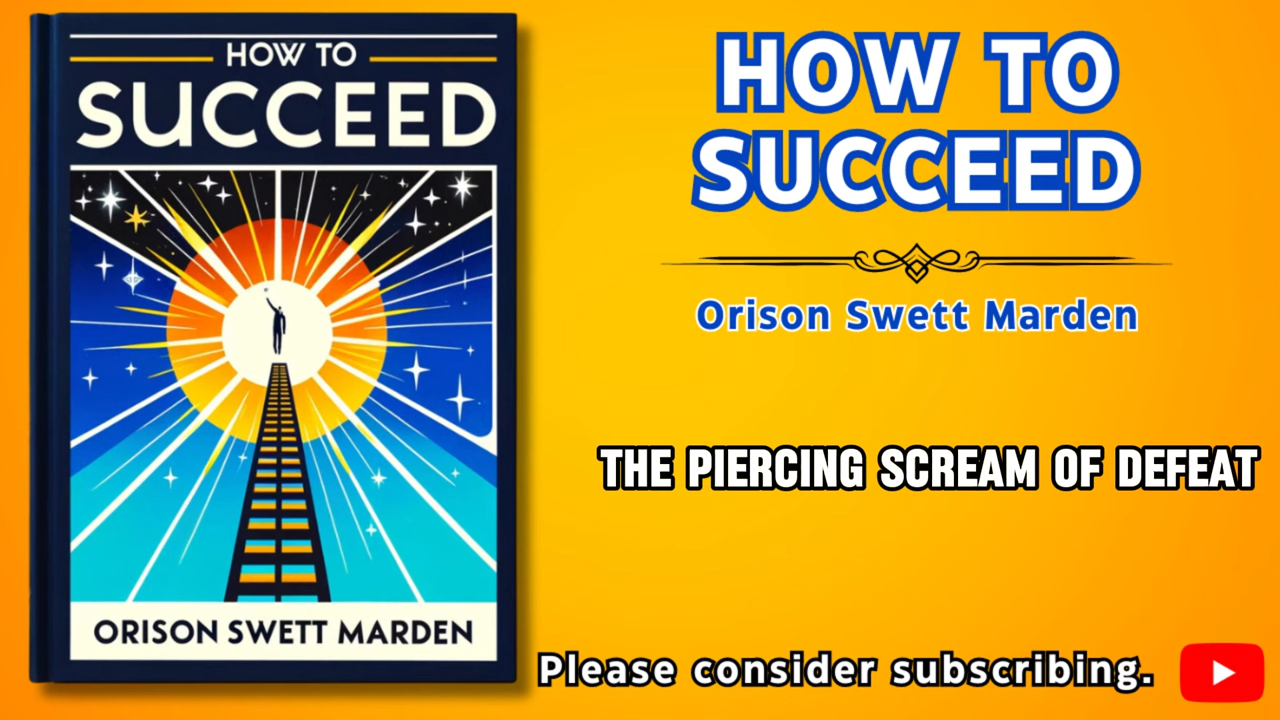 HOW TO
SUCCEED
ORISON SWETT MARDEN
HOW TO
SUCCEED
Orison Swett Marden
THE PIERCING SCREAM OF DEFEAT
Please consider subscribing.